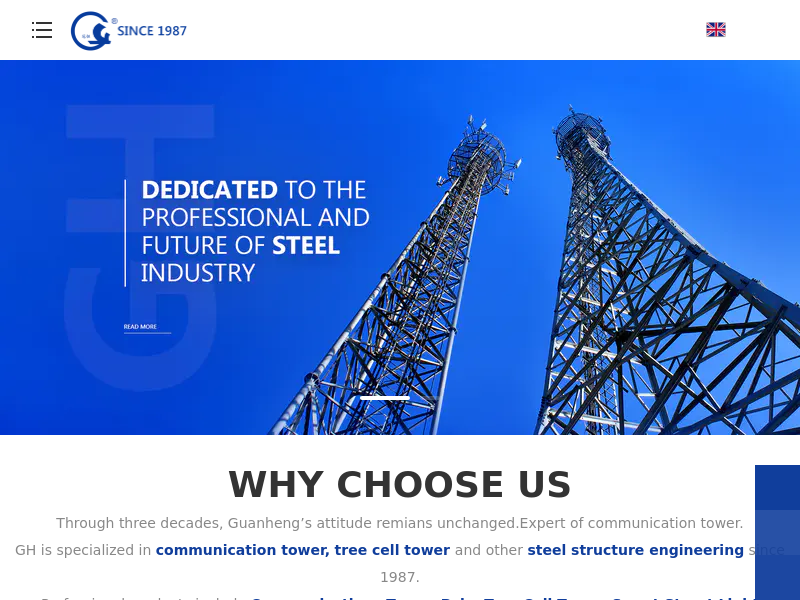 SINCE 1987
DEDICATED TO THE
PROFESSIONAL AND
FUTURE OF STEEL
INDUSTRY
READ MORE
GH
WHY CHOOSE US
Through three decades, Guanheng’s attitude remians unchanged.Expert of communication tower.
GH is specialized in communication tower, tree cell tower and other steel structure engineering since
1987.